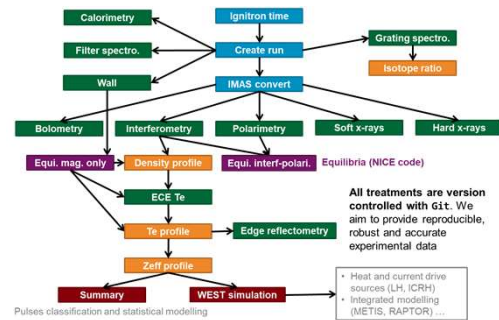 Calorimetry
Ignitron time
Filter spectro.
Create run
Grating spectro.
Wall
IMAS convert
Isotope ratio
Bolometry
Interferometry
Polarimetry
Soft x-rays
Hard x-rays
Equi. mag. only
Density profile
Equi. interf-polari.
Equilibria (NICE code)
ECE Te
All treatments are version
controlled with Git. We
aim to provide reproducible,
robust and accurate
experimental data
Te profile
Edge reflectometry
Zeff profile
Summary
WEST simulation
• Heat and current drive
sources (LH, ICRH)
• Integrated modelling
(METIS, RAPTOR) ...
Pulses classification and statistical modelling